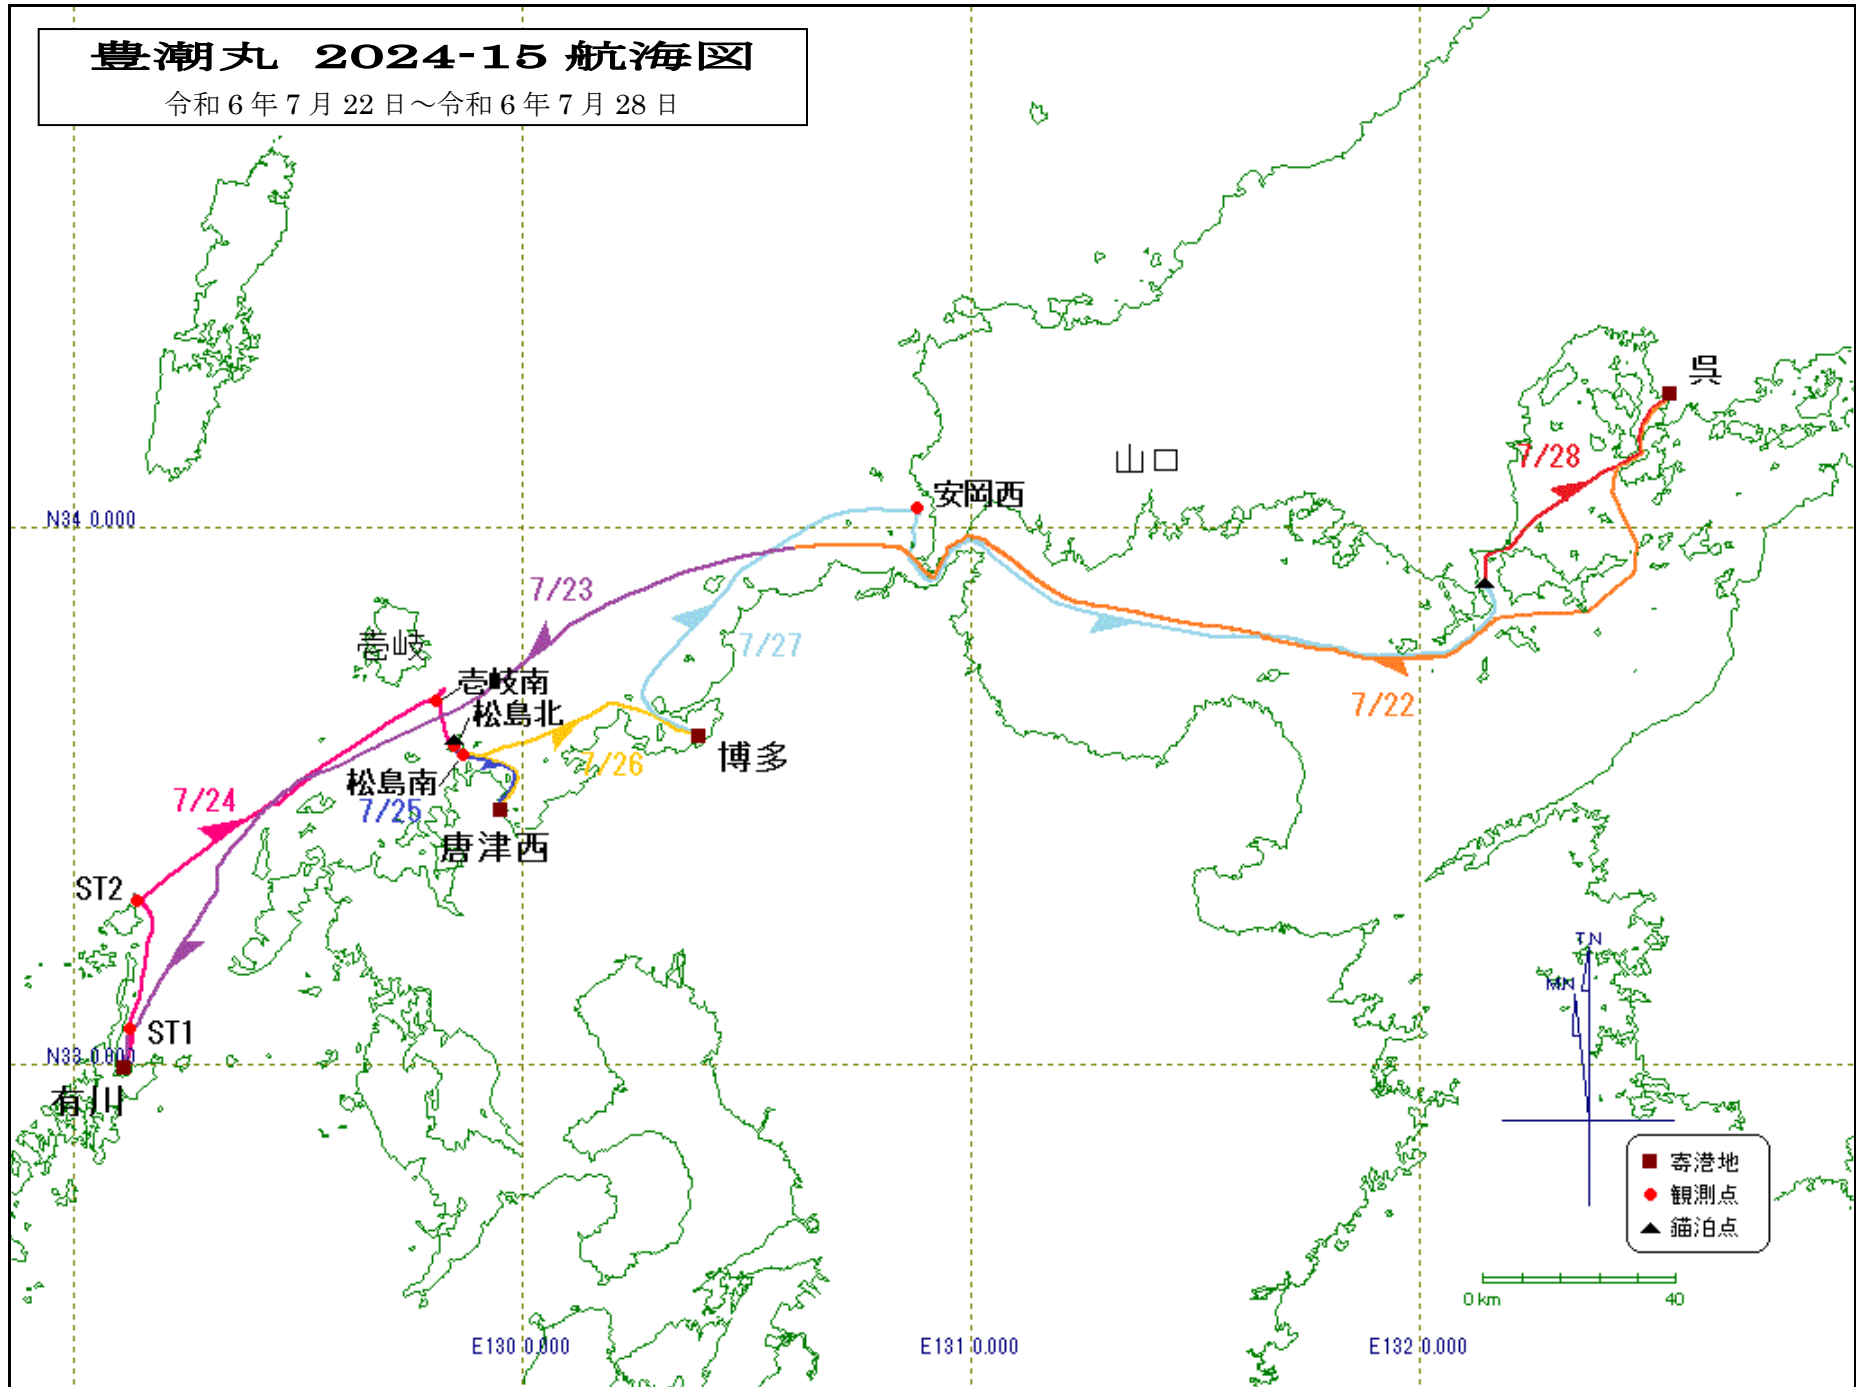 豊潮丸 2024-15 航海図
令和6年7月22日～令和6年7月28日
呉
7/28
山口
安岡西
N34 0.000
7/23
壱岐
7/27
壱岐南
松島北
7/22
7/26
博多
松島南
7/24
7/25
唐津西
ST2
TN
MN
ST1
N33 0.000
有川
寄港地
観測点
錨泊点
0 km 40
E130 0.000
E131 0.000
E132 0.000